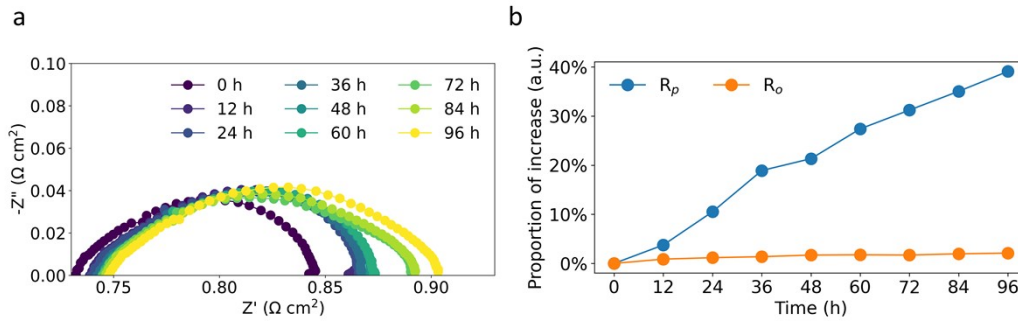 a
0.10
0.08
0.06
0.04
0.02
0.00
-Z" (Ω cm²)
0 h
12 h
24 h
36 h
48 h
60 h
72 h
84 h
96 h
0.75 0.80 0.85 0.90
Z' (Ω cm²)
b
40%
30%
20%
10%
0%
Proportion of increase (a.u.)
Rp Ro
0 12 24 36 48 60 72 84 96
Time (h)